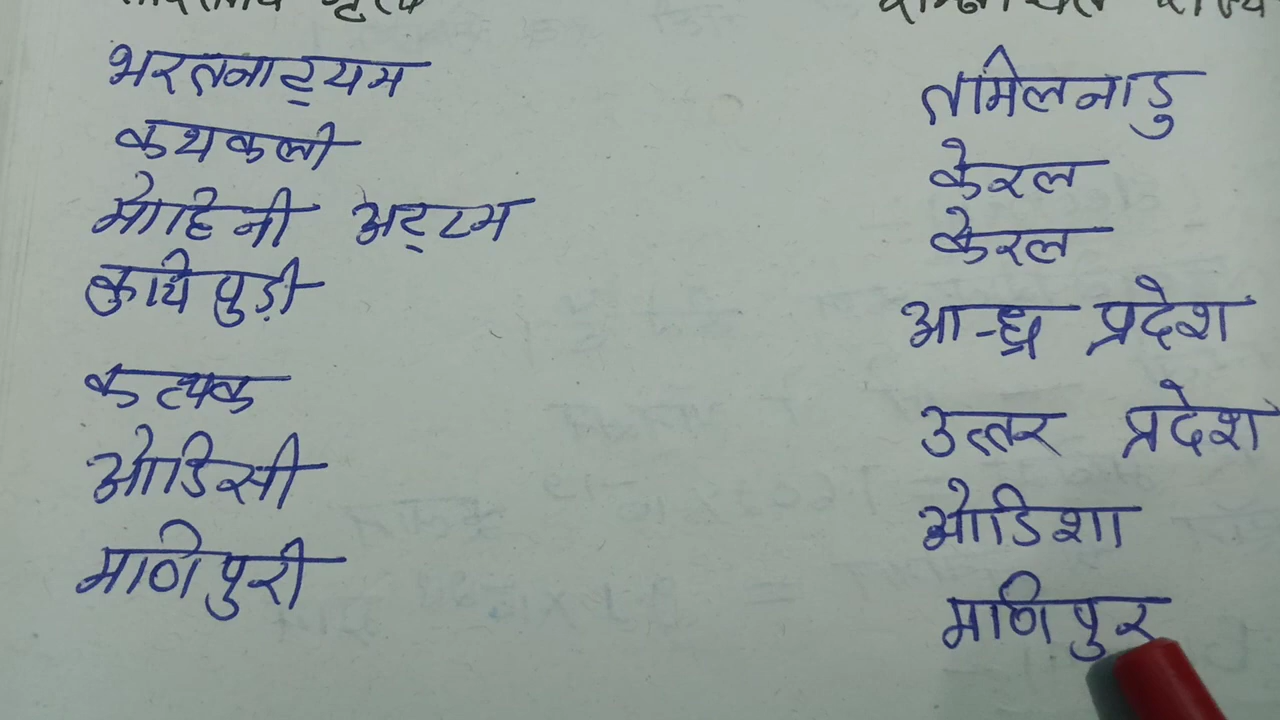 भरतनाट्यम तमिलनाडु
कथकली केरल
मोहिनी अट्टम केरल
कुचिपुड़ी आन्ध्र प्रदेश
कत्थक उत्तर प्रदेश
ओडिसी ओडिशा
मणिपुरी मणिपुर